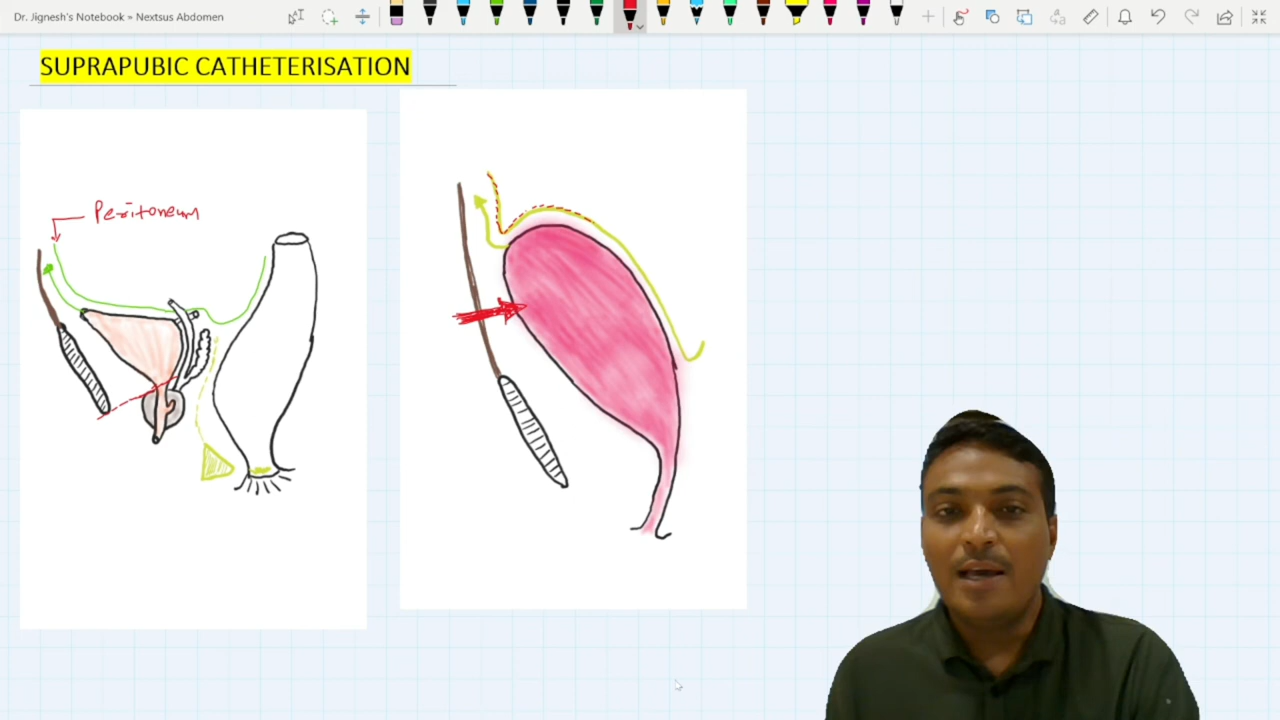 Dr. Jignesh's Notebook » Nextsus Abdomen
SUPRAPUBIC CATHETERISATION
Peritoneum